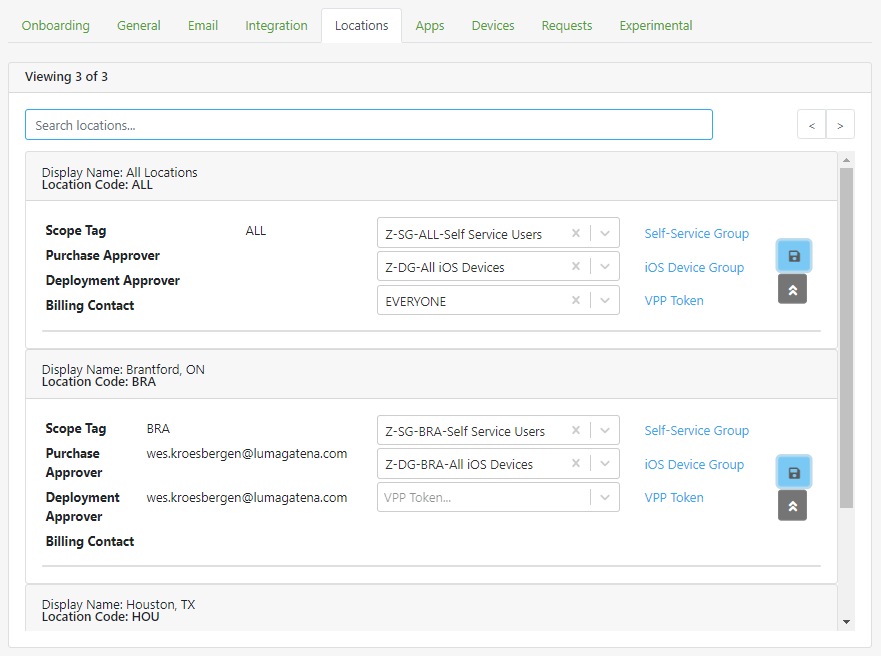 Onboarding General Email Integration Locations Apps Devices Requests Experimental
Viewing 3 of 3
Search locations...
< >
Display Name: All Locations
Location Code: ALL
Scope Tag ALL
Purchase Approver
Deployment Approver
Billing Contact
Z-SG-ALL-Self Service Users × Self-Service Group
Z-DG-All iOS Devices × iOS Device Group
EVERYONE × VPP Token
Display Name: Brantford, ON
Location Code: BRA
Scope Tag BRA
Purchase Approver wes.kroesbergen@lumagatena.com
Deployment Approver wes.kroesbergen@lumagatena.com
Billing Contact
Z-SG-BRA-Self Service Users × Self-Service Group
Z-DG-BRA-All iOS Devices × iOS Device Group
VPP Token... VPP Token
Display Name: Houston, TX
Location Code: HOU